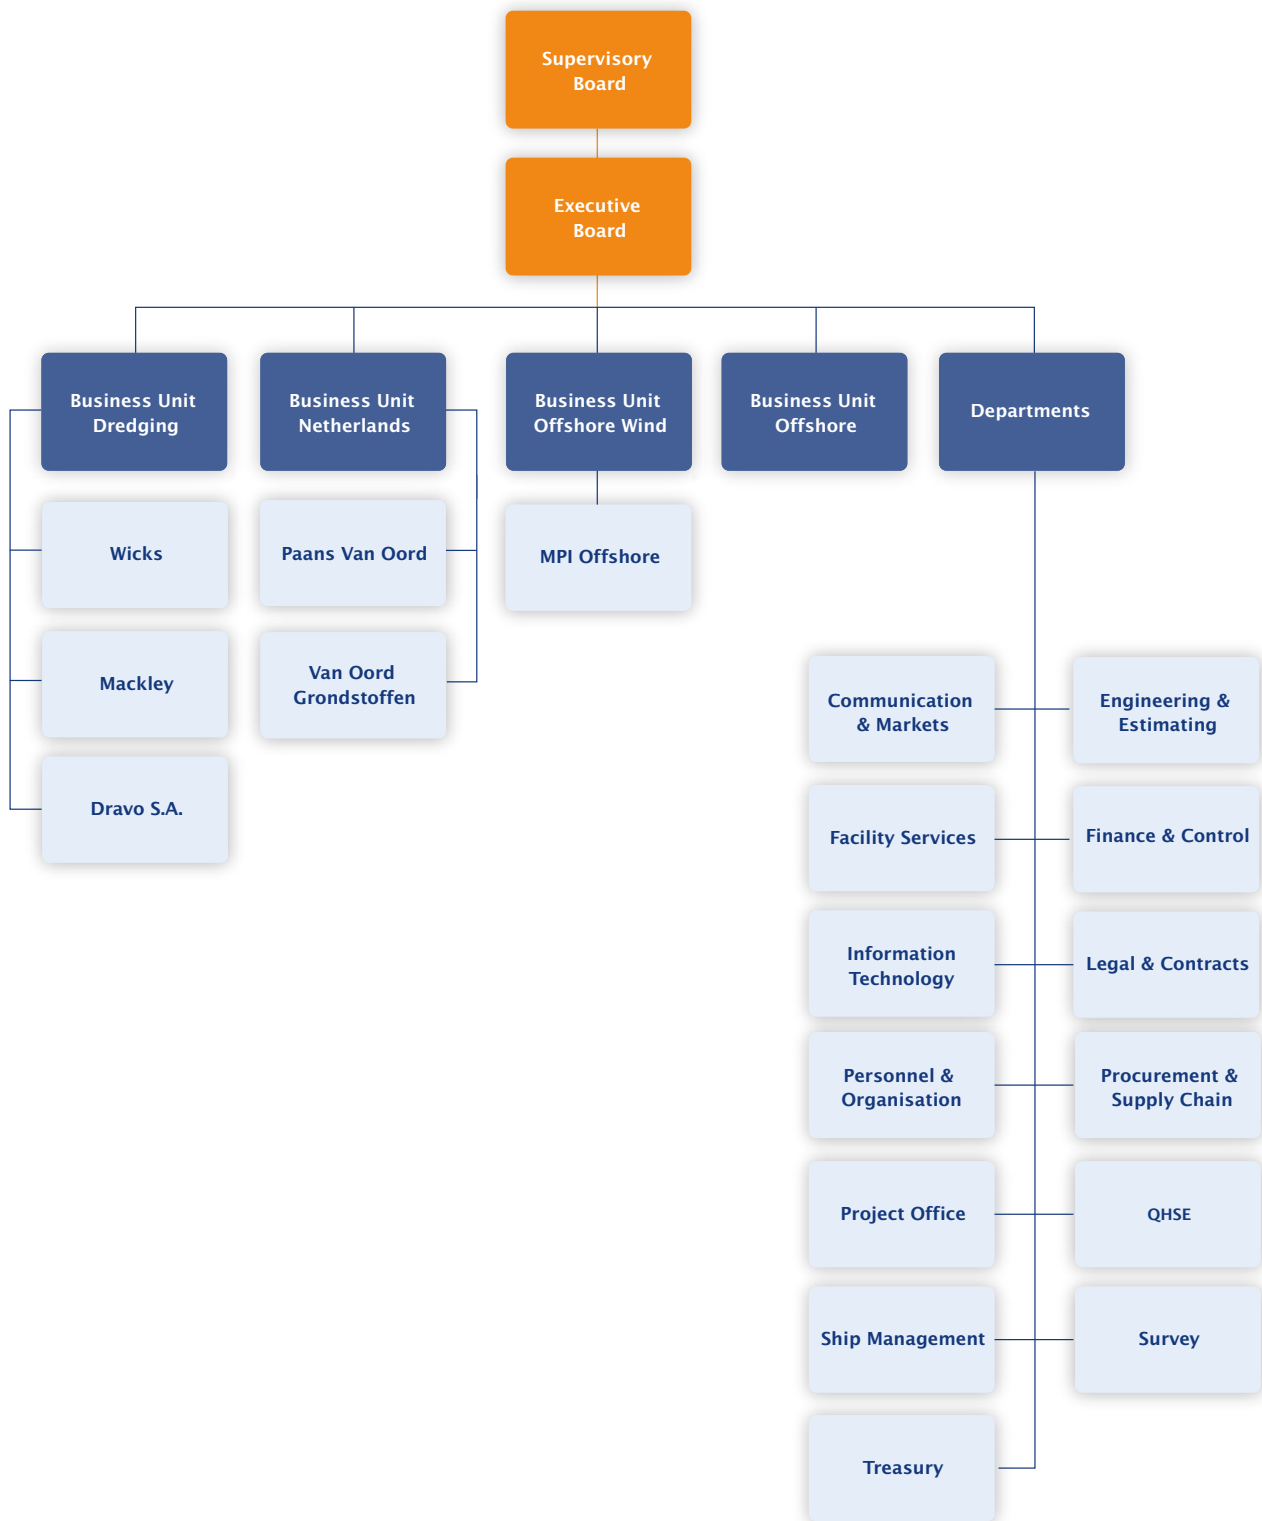 Supervisory
Board
Executive
Board
Business Unit
Dredging
Business Unit
Netherlands
Business Unit
Offshore Wind
Business Unit
Offshore
Departments
Wicks
Mackley
Dravo S.A.
Paans Van Oord
Van Oord
Grondstoffen
MPI Offshore
Communication
& Markets
Engineering &
Estimating
Facility Services
Finance & Control
Information
Technology
Legal & Contracts
Personnel &
Organisation
Procurement &
Supply Chain
Project Office
QHSE
Ship Management
Survey
Treasury